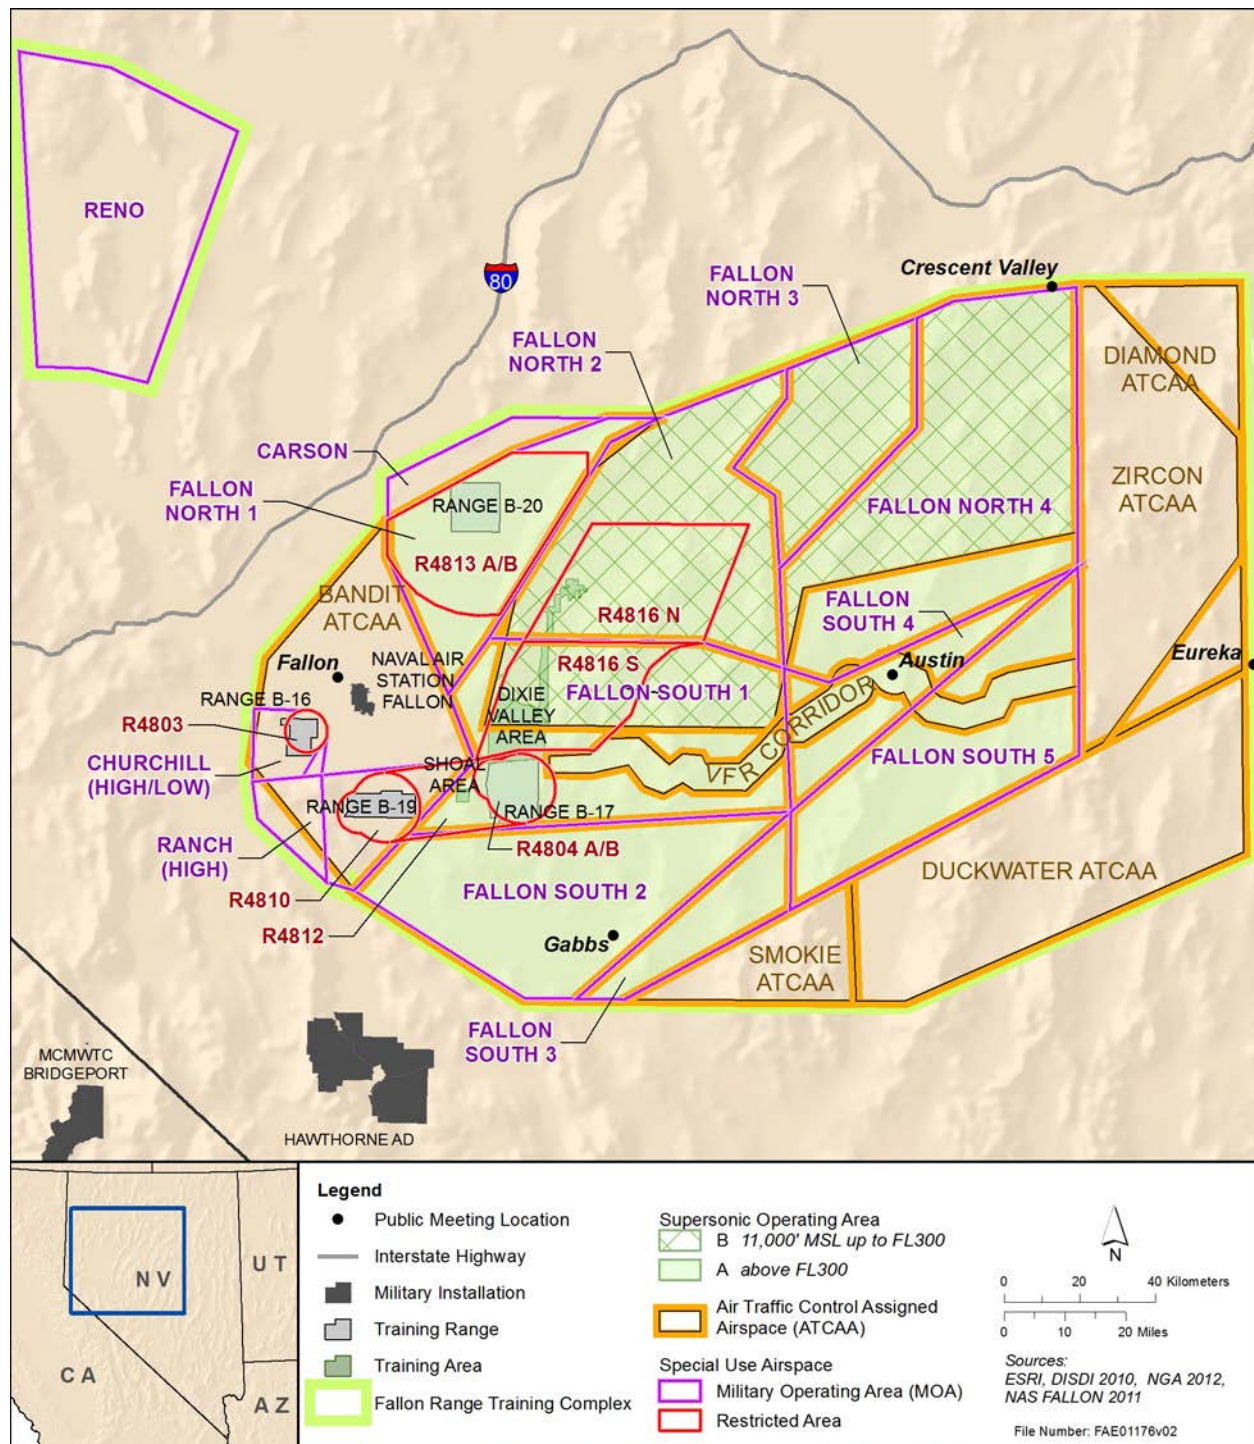 RENO
80
Crescent Valley
FALLON
NORTH 3
FALLON
NORTH 2
DIAMOND
ATCAA
CARSON
FALLON
NORTH 1
RANGE B-20
ZIRCON
ATCAA
FALLON NORTH 4
R4813 A/B
BANDIT
ATCAA
R4816 N
FALLON
SOUTH 4
Fallon
NAVAL AIR
STATION
FALLON
R4816 S
Austin
Eureka
RANGE B-16
DIXIE
VALLEY
AREA
FALLON SOUTH 1
R4803
VFR CORRIDOR
CHURCHILL
(HIGH/LOW)
SHOAL
AREA
FALLON SOUTH 5
RANGE B-19
RANGE B-17
RANCH
(HIGH)
R4804 A/B
DUCKWATER ATCAA
R4810
FALLON SOUTH 2
R4812
Gabbs
SMOKIE
ATCAA
FALLON
SOUTH 3
MCMWTC
BRIDGEPORT
HAWTHORNE AD
NV
UT
CA
AZ
Legend
Public Meeting Location
Interstate Highway
Military Installation
Training Range
Training Area
Fallon Range Training Complex
Supersonic Operating Area
B 11,000' MSL up to FL300
A above FL300
Air Traffic Control Assigned
Airspace (ATCAA)
Special Use Airspace
Military Operating Area (MOA)
Restricted Area
N
0 20 40 Kilometers
0 10 20 Miles
Sources:
ESRI, DISDI 2010, NGA 2012,
NAS FALLON 2011
File Number: FAE01176v02